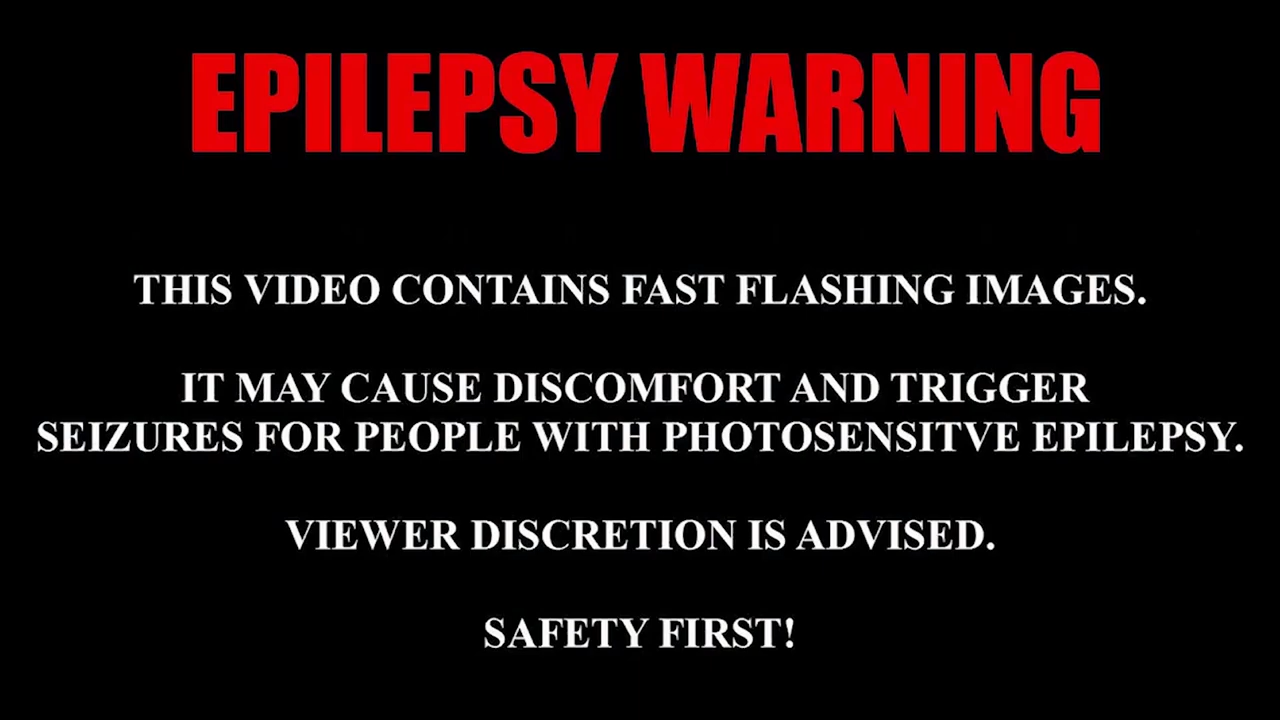 EPILEPSY WARNING
THIS VIDEO CONTAINS FAST FLASHING IMAGES.
IT MAY CAUSE DISCOMFORT AND TRIGGER
SEIZURES FOR PEOPLE WITH PHOTOSENSITVE EPILEPSY.
VIEWER DISCRETION IS ADVISED.
SAFETY FIRST!